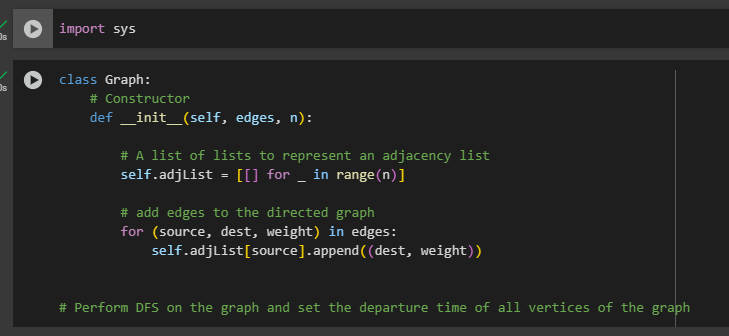 import sys
0s
class Graph:
# Constructor
def __init__(self, edges, n):
# A list of lists to represent an adjacency list
self.adjList = [[] for _ in range(n)]
# add edges to the directed graph
for (source, dest, weight) in edges:
self.adjList[source].append((dest, weight))
0s
# Perform DFS on the graph and set the departure time of all vertices of the graph